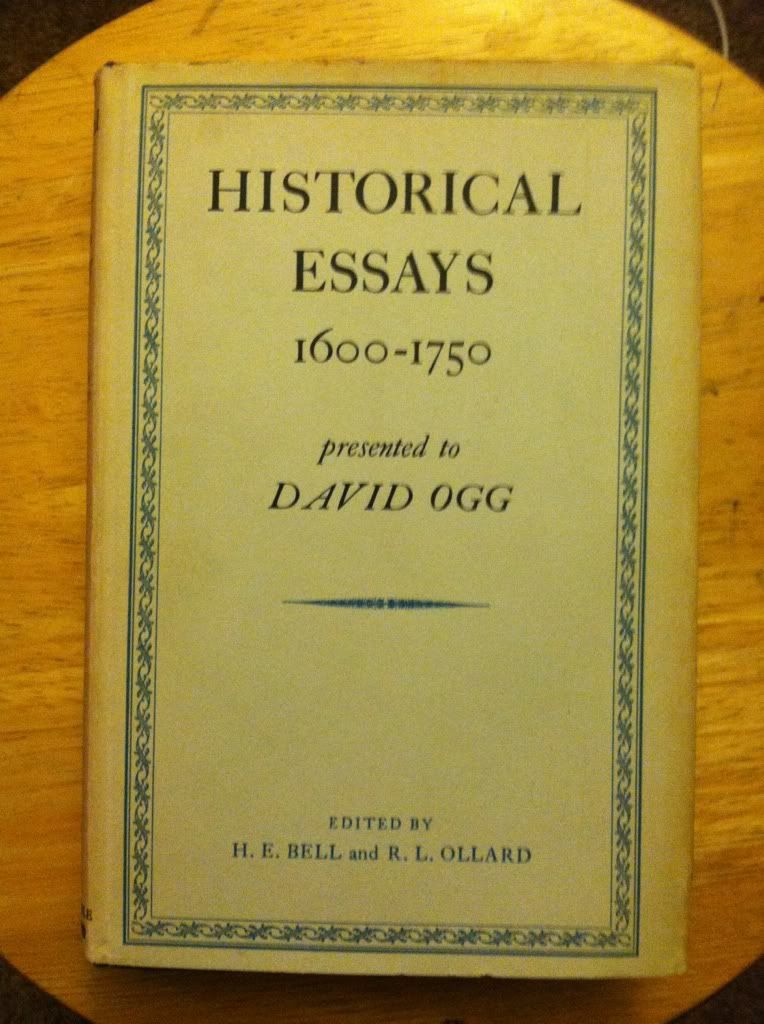 HISTORICAL
ESSAYS
1600-1750
presented to
DAVID OGG
EDITED BY
H. E. BELL and R. L. OLLARD